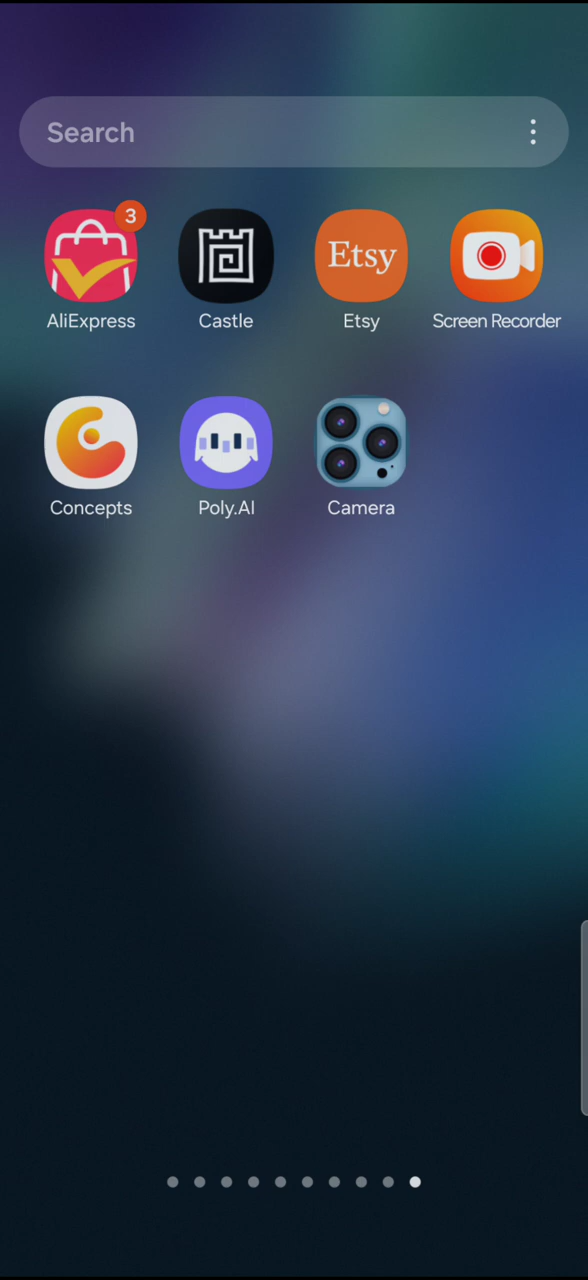 Search
3
Etsy
AliExpress
Castle
Etsy
Screen Recorder
Concepts
Poly.AI
Camera